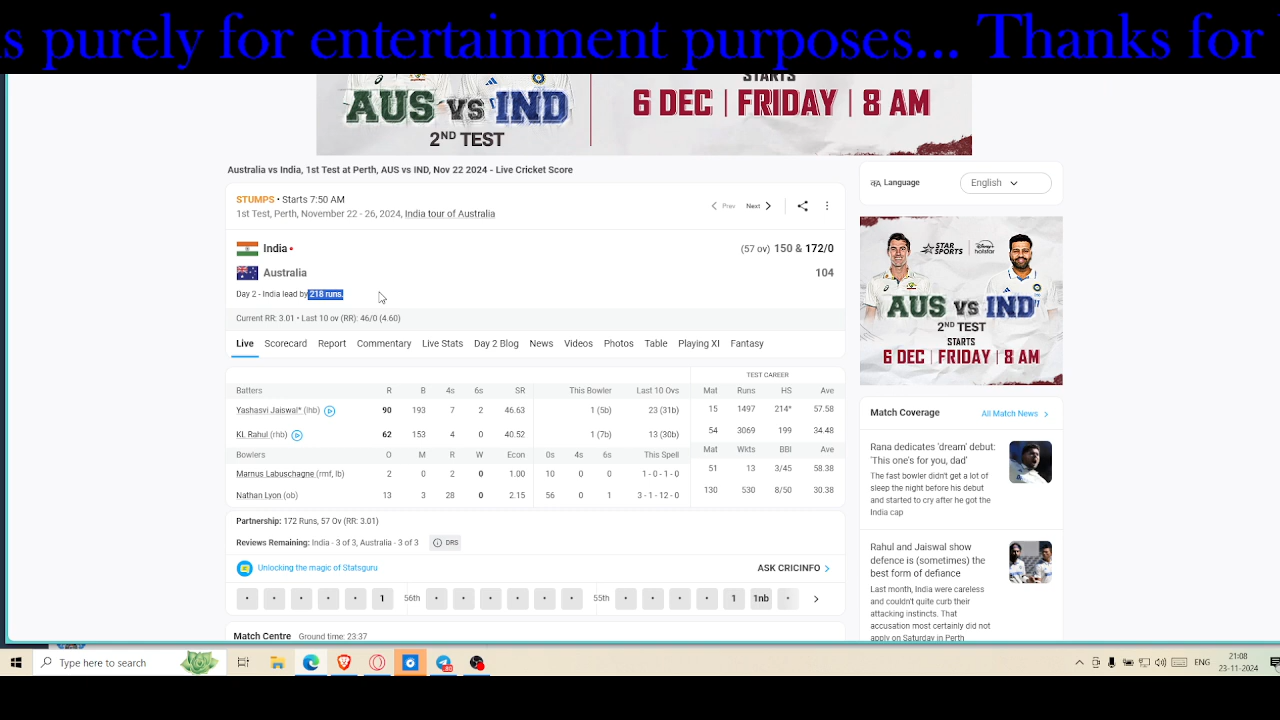 s purely for entertainment purposes... Thanks for
STARTS
AUS vs IND
2ND TEST
6 DEC | FRIDAY | 8 AM
Australia vs India, 1st Test at Perth, AUS vs IND, Nov 22 2024 - Live Cricket Score
STUMPS • Starts 7:50 AM
Prev Next
1st Test, Perth, November 22 - 26, 2024, India tour of Australia
India • (57 ov) 150 & 172/0
Australia 104
Day 2 - India lead by 218 runs.
Current RR: 3.01 • Last 10 ov (RR): 46/0 (4.60)
Live Scorecard Report Commentary Live Stats Day 2 Blog News Videos Photos Table Playing XI Fantasy
TEST CAREER
Batters R B 4s 6s SR This Bowler Last 10 Ovs Mat Runs HS Ave
Yashasvi Jaiswal* (lhb) 90 193 7 2 46.63 1 (5b) 23 (31b) 15 1497 214* 57.58
KL Rahul (rhb) 62 153 4 0 40.52 1 (7b) 13 (30b) 54 3069 199 34.48
Bowlers O M R W Econ 0s 4s 6s This Spell Mat Wkts BBI Ave
Marnus Labuschagne (rmf, lb) 2 0 2 0 1.00 10 0 0 1 - 0 - 1 - 0 51 13 3/45 58.38
Nathan Lyon (ob) 13 3 28 0 2.15 56 0 1 3 - 1 - 12 - 0 130 530 8/50 30.38
Partnership: 172 Runs, 57 Ov (RR: 3.01)
Reviews Remaining: India - 3 of 3, Australia - 3 of 3 DRS
Unlocking the magic of Statsguru ASK CRICINFO
• • • • 1 56th • • • • • • 55th • • • • 1 1nb •
Match Centre Ground time: 23:37
Language English
STAR SPORTS Disney+ hotstar
AUS vs IND
2ND TEST
STARTS
6 DEC | FRIDAY | 8 AM
Match Coverage All Match News
Rana dedicates 'dream' debut:
'This one's for you, dad'
The fast bowler didn't get a lot of
sleep the night before his debut
and started to cry after he got the
India cap
Rahul and Jaiswal show
defence is (sometimes) the
best form of defiance
Last month, India were careless
and couldn't quite curb their
attacking instincts. That
accusation most certainly did not
apply on Saturday in Perth
Type here to search
ENG
21:08
23-11-2024